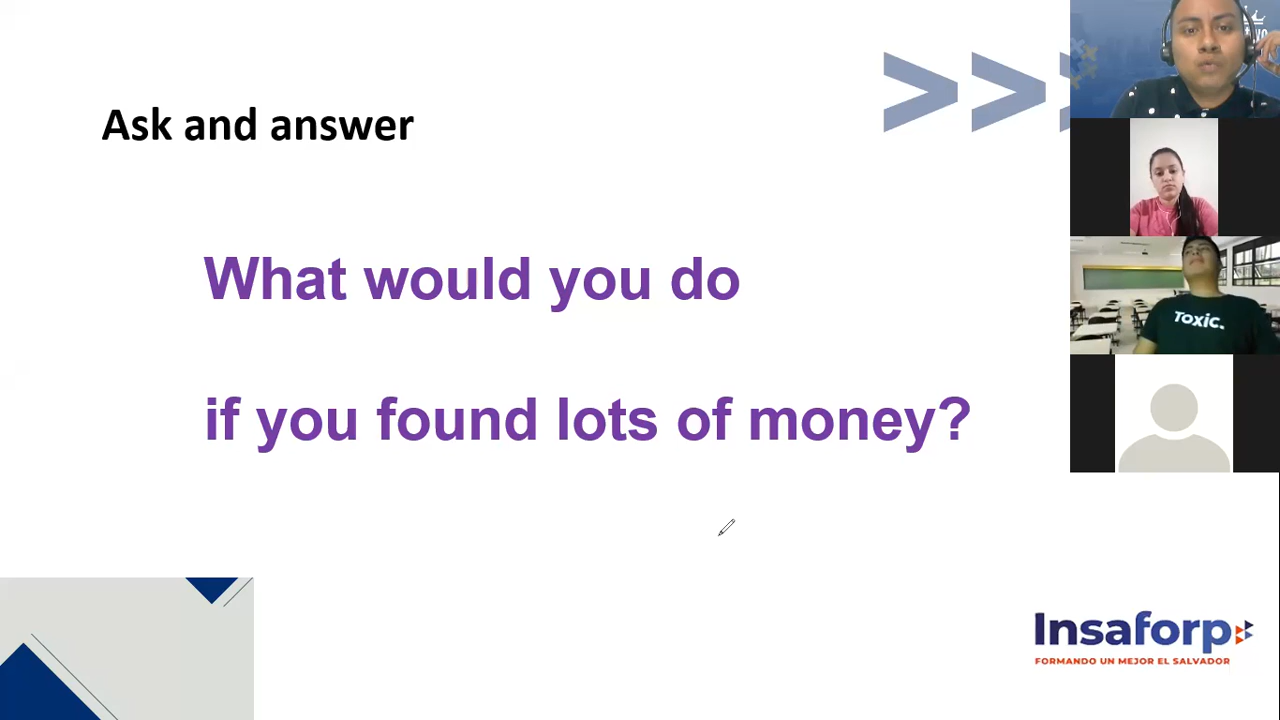 Ask and answer
What would you do
if you found lots of money?
Toxic.
Insaforp
FORMANDO UN MEJOR EL SALVADOR